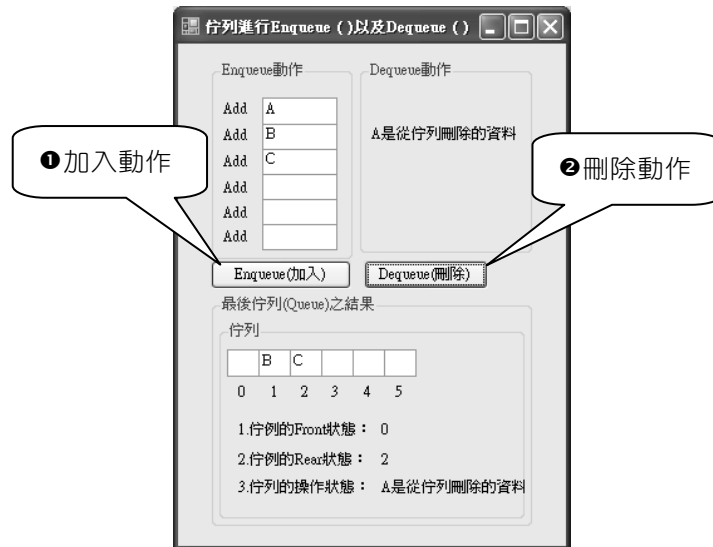 佇列進行Enqueue ()以及Dequeue ()
Enqueue動作
Dequeue動作
Add A
Add B
Add C
Add
Add
Add
A是從佇列刪除的資料
❶加入動作
❷刪除動作
Enqueue(加入)
Dequeue(刪除)
最後佇列(Queue)之結果
佇列
B C
0 1 2 3 4 5
1.佇例的Front狀態： 0
2.佇例的Rear狀態： 2
3.佇列的操作狀態： A是從佇列刪除的資料